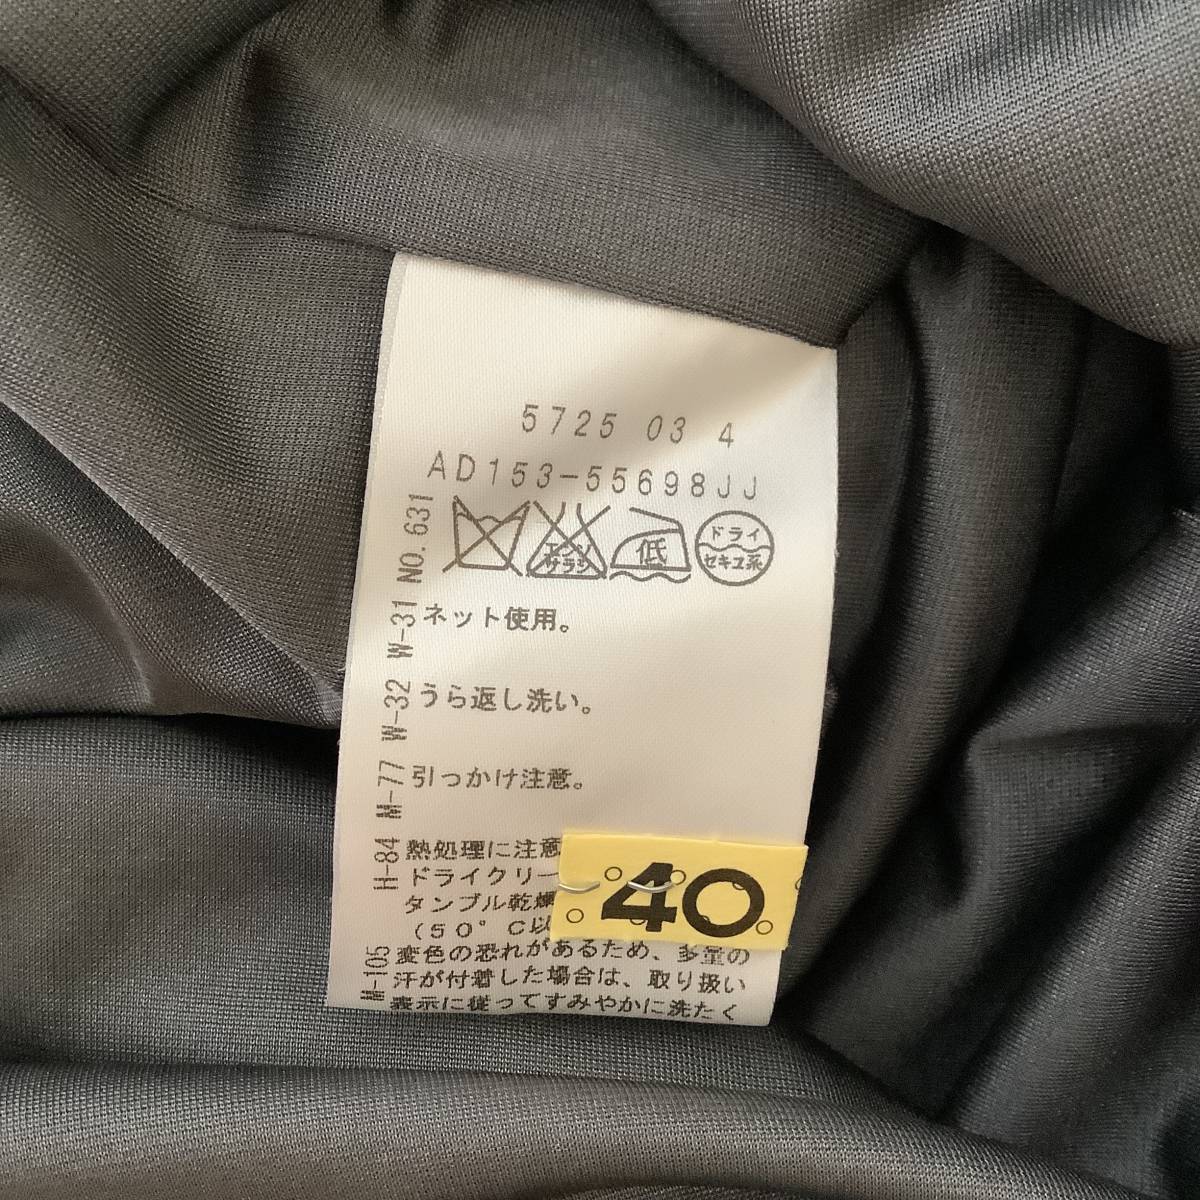 5725 03 4
AD153-55698JJ
エンソ
サラシ
低
ドライ
セキユ系
ネット使用。
うら返し洗い。
引っかけ注意。
熱処理に注意
ドライクリー
タンブル乾燥
(50°C以
変色の恐れがあるため、多量の
汗が付着した場合は、取り扱い
表示に従ってすみやかに洗たく
M-105 H-84 M-77 W-32 W-31 NO.631
40